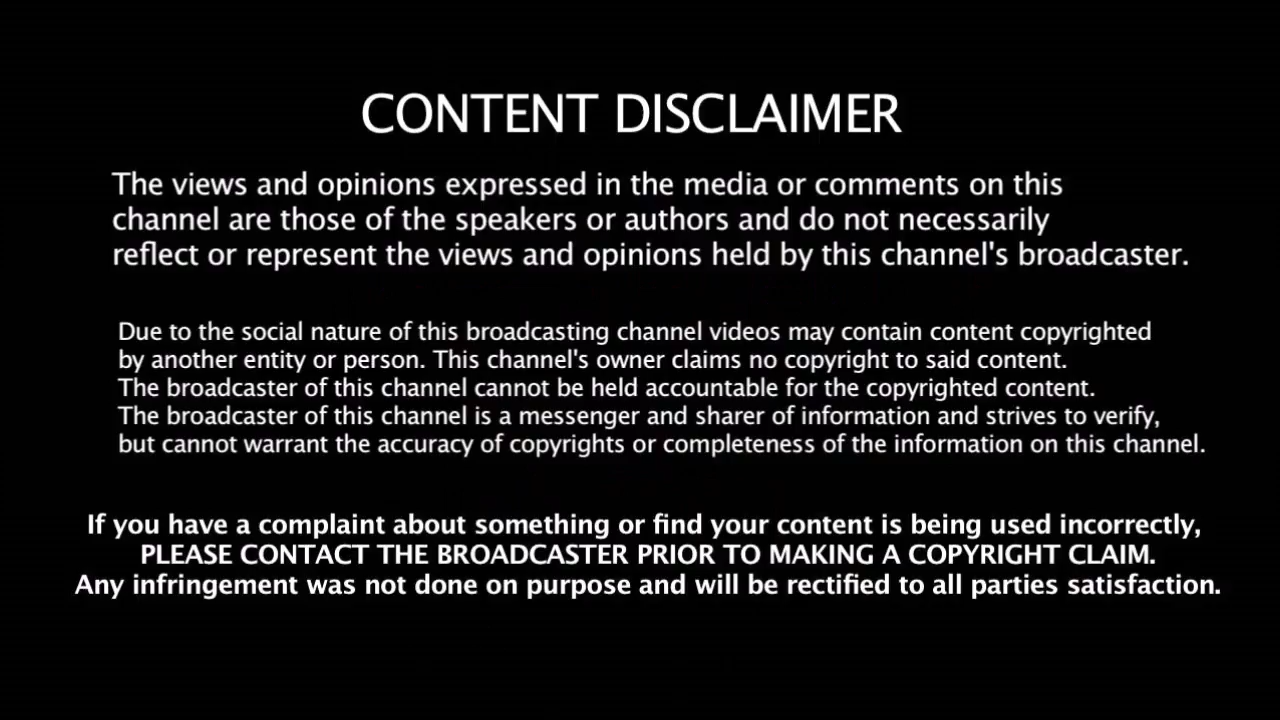 CONTENT DISCLAIMER
The views and opinions expressed in the media or comments on this
channel are those of the speakers or authors and do not necessarily
reflect or represent the views and opinions held by this channel's broadcaster.
Due to the social nature of this broadcasting channel videos may contain content copyrighted
by another entity or person. This channel's owner claims no copyright to said content.
The broadcaster of this channel cannot be held accountable for the copyrighted content.
The broadcaster of this channel is a messenger and sharer of information and strives to verify,
but cannot warrant the accuracy of copyrights or completeness of the information on this channel.
If you have a complaint about something or find your content is being used incorrectly,
PLEASE CONTACT THE BROADCASTER PRIOR TO MAKING A COPYRIGHT CLAIM.
Any infringement was not done on purpose and will be rectified to all parties satisfaction.